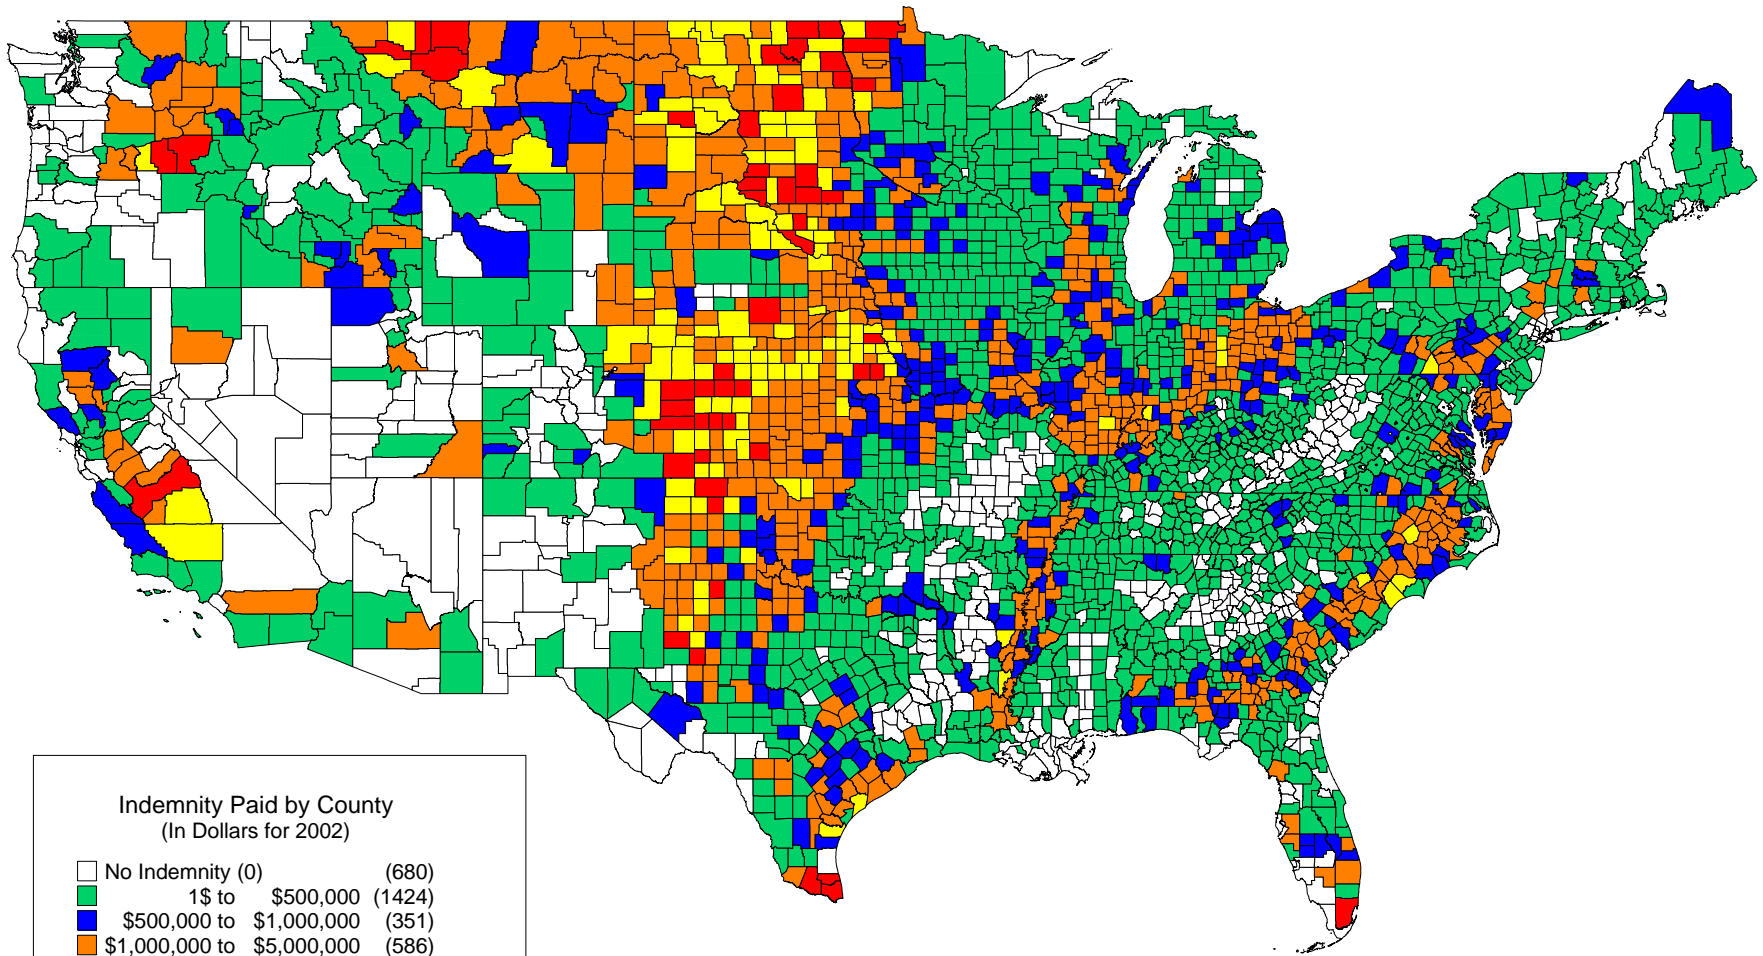 Indemnity Paid by County
(In Dollars for 2002)
No Indemnity (0) (680)
1$ to $500,000 (1424)
$500,000 to $1,000,000 (351)
$1,000,000 to $5,000,000 (586)